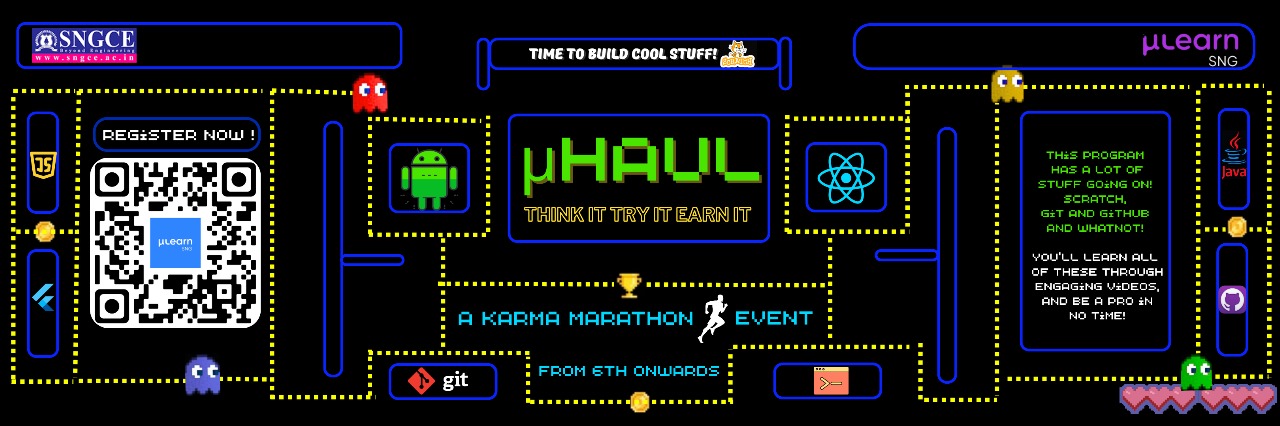 SNGCE
Beyond Engineering
www.sngce.ac.in
TIME TO BUILD COOL STUFF!
SCRATCH
µLearn
SNG
REGISTER NOW !
JS
µLearn
SNG
µHAUL
THINK IT TRY IT EARN IT
A KARMA MARATHON EVENT
FROM 6TH ONWARDS
git
THIS PROGRAM
HAS A LOT OF
STUFF GOING ON!
SCRATCH,
GIT AND GITHUB
AND WHATNOT!
YOU'LL LEARN ALL
OF THESE THROUGH
ENGAGING VIDEOS,
AND BE A PRO IN
NO TIME!
Java